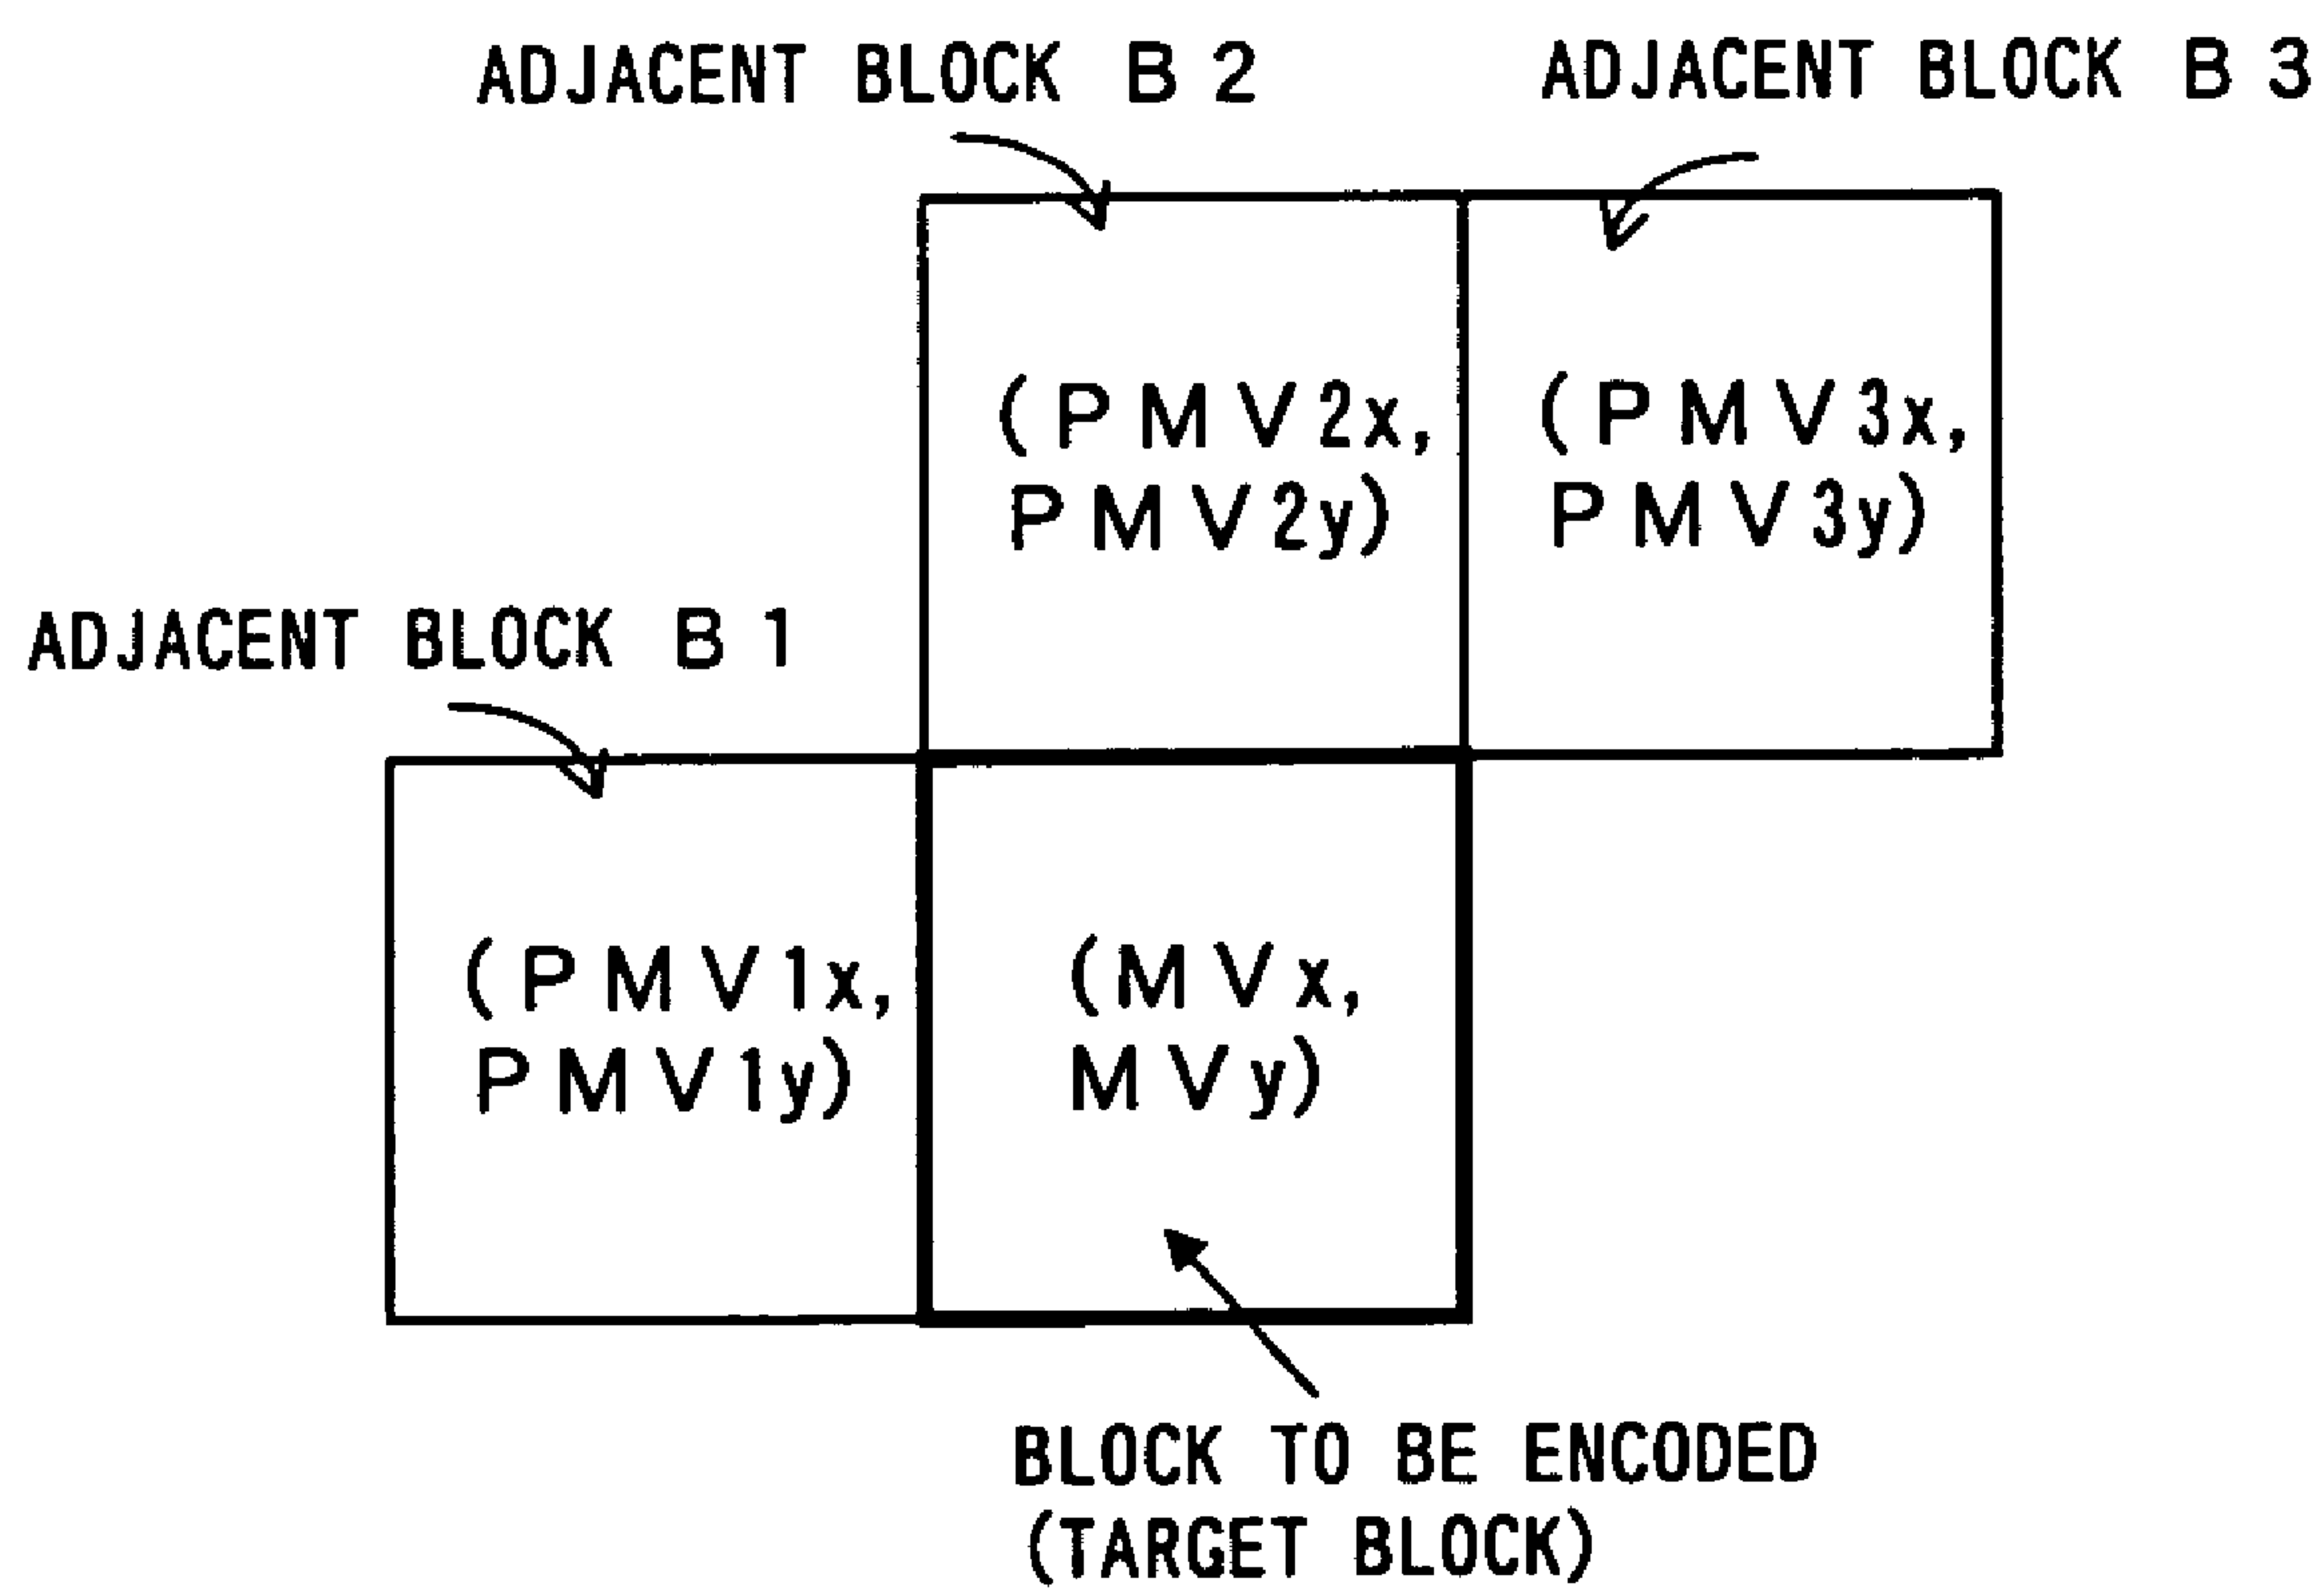 ADJACENT BLOCK B 2
ADJACENT BLOCK B 3
(PMV2x,
PMV2y)
(PMV3x,
PMV3y)
ADJACENT BLOCK B 1
(PMV1x,
PMV1y)
(MVx,
MVy)
BLOCK TO BE ENCODED
(TARGET BLOCK)